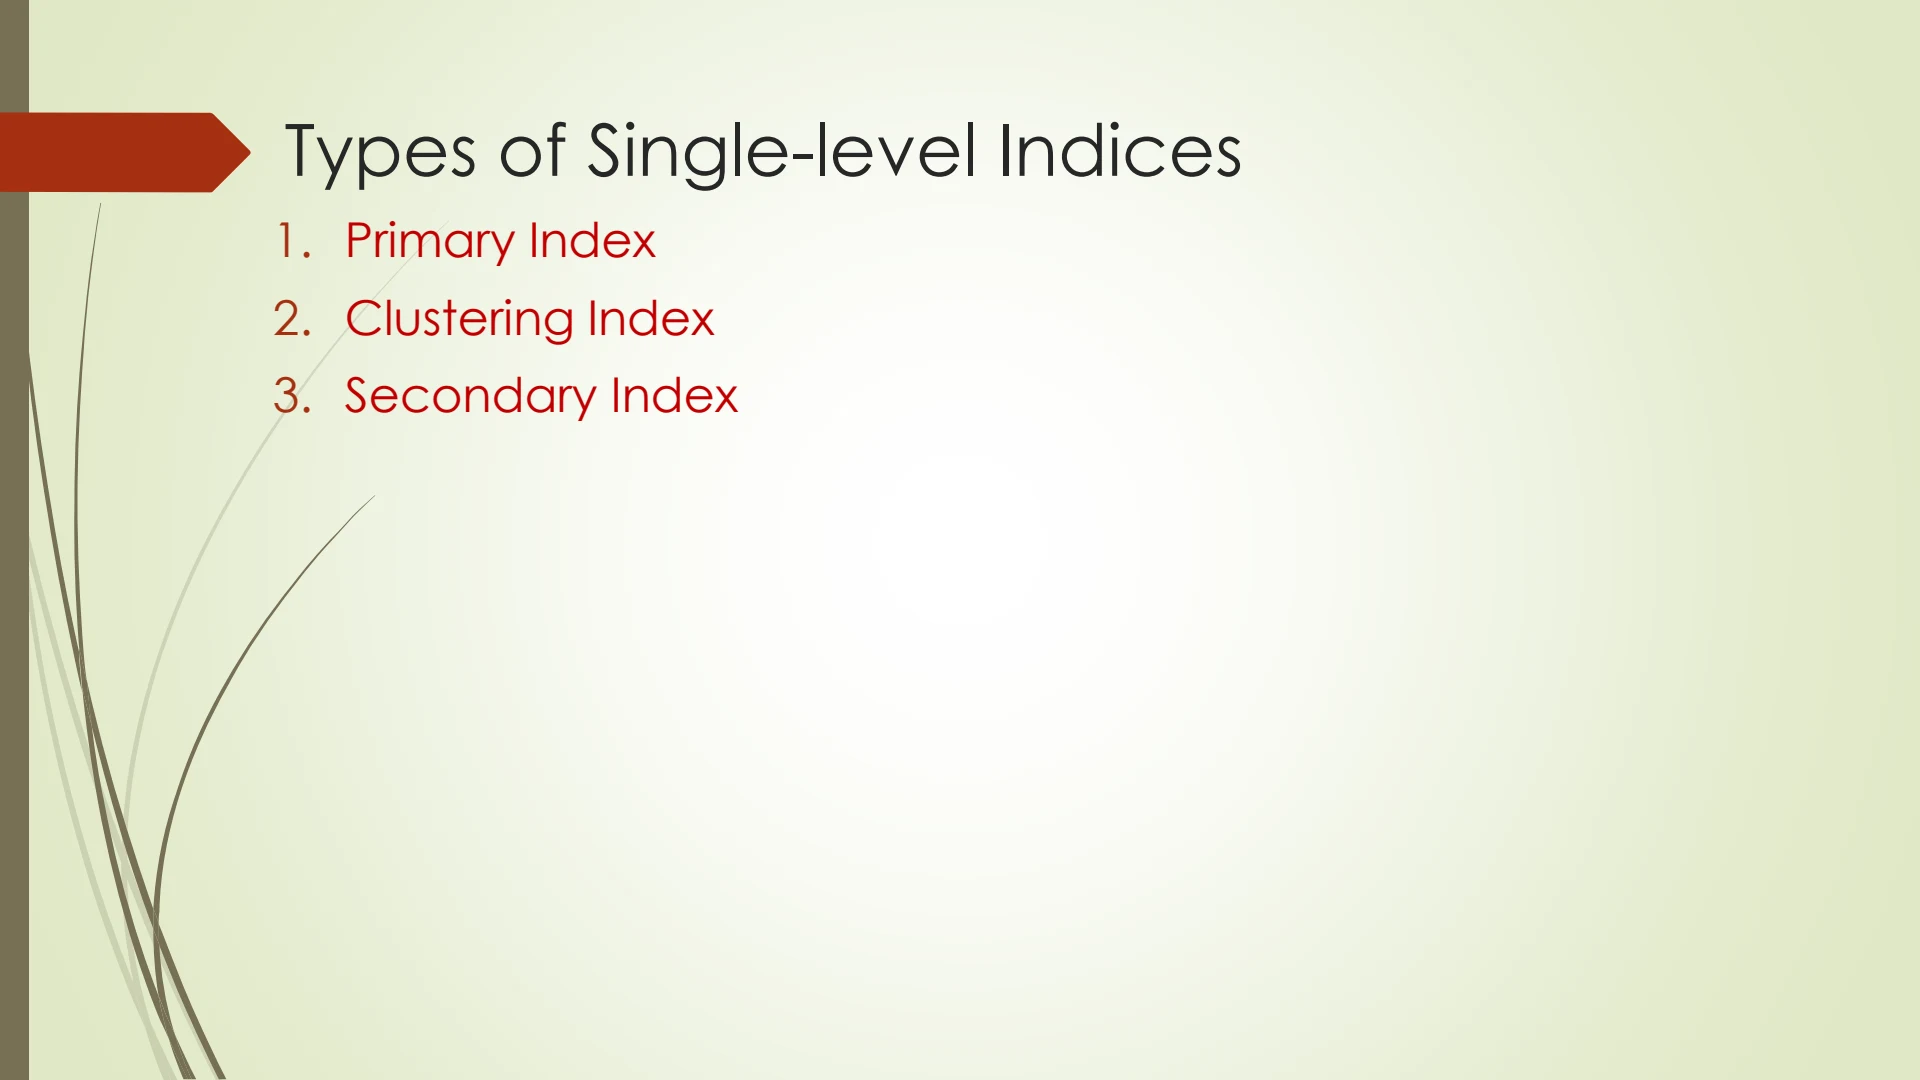 Types of Single-level Indices
1. Primary Index
2. Clustering Index
3. Secondary Index